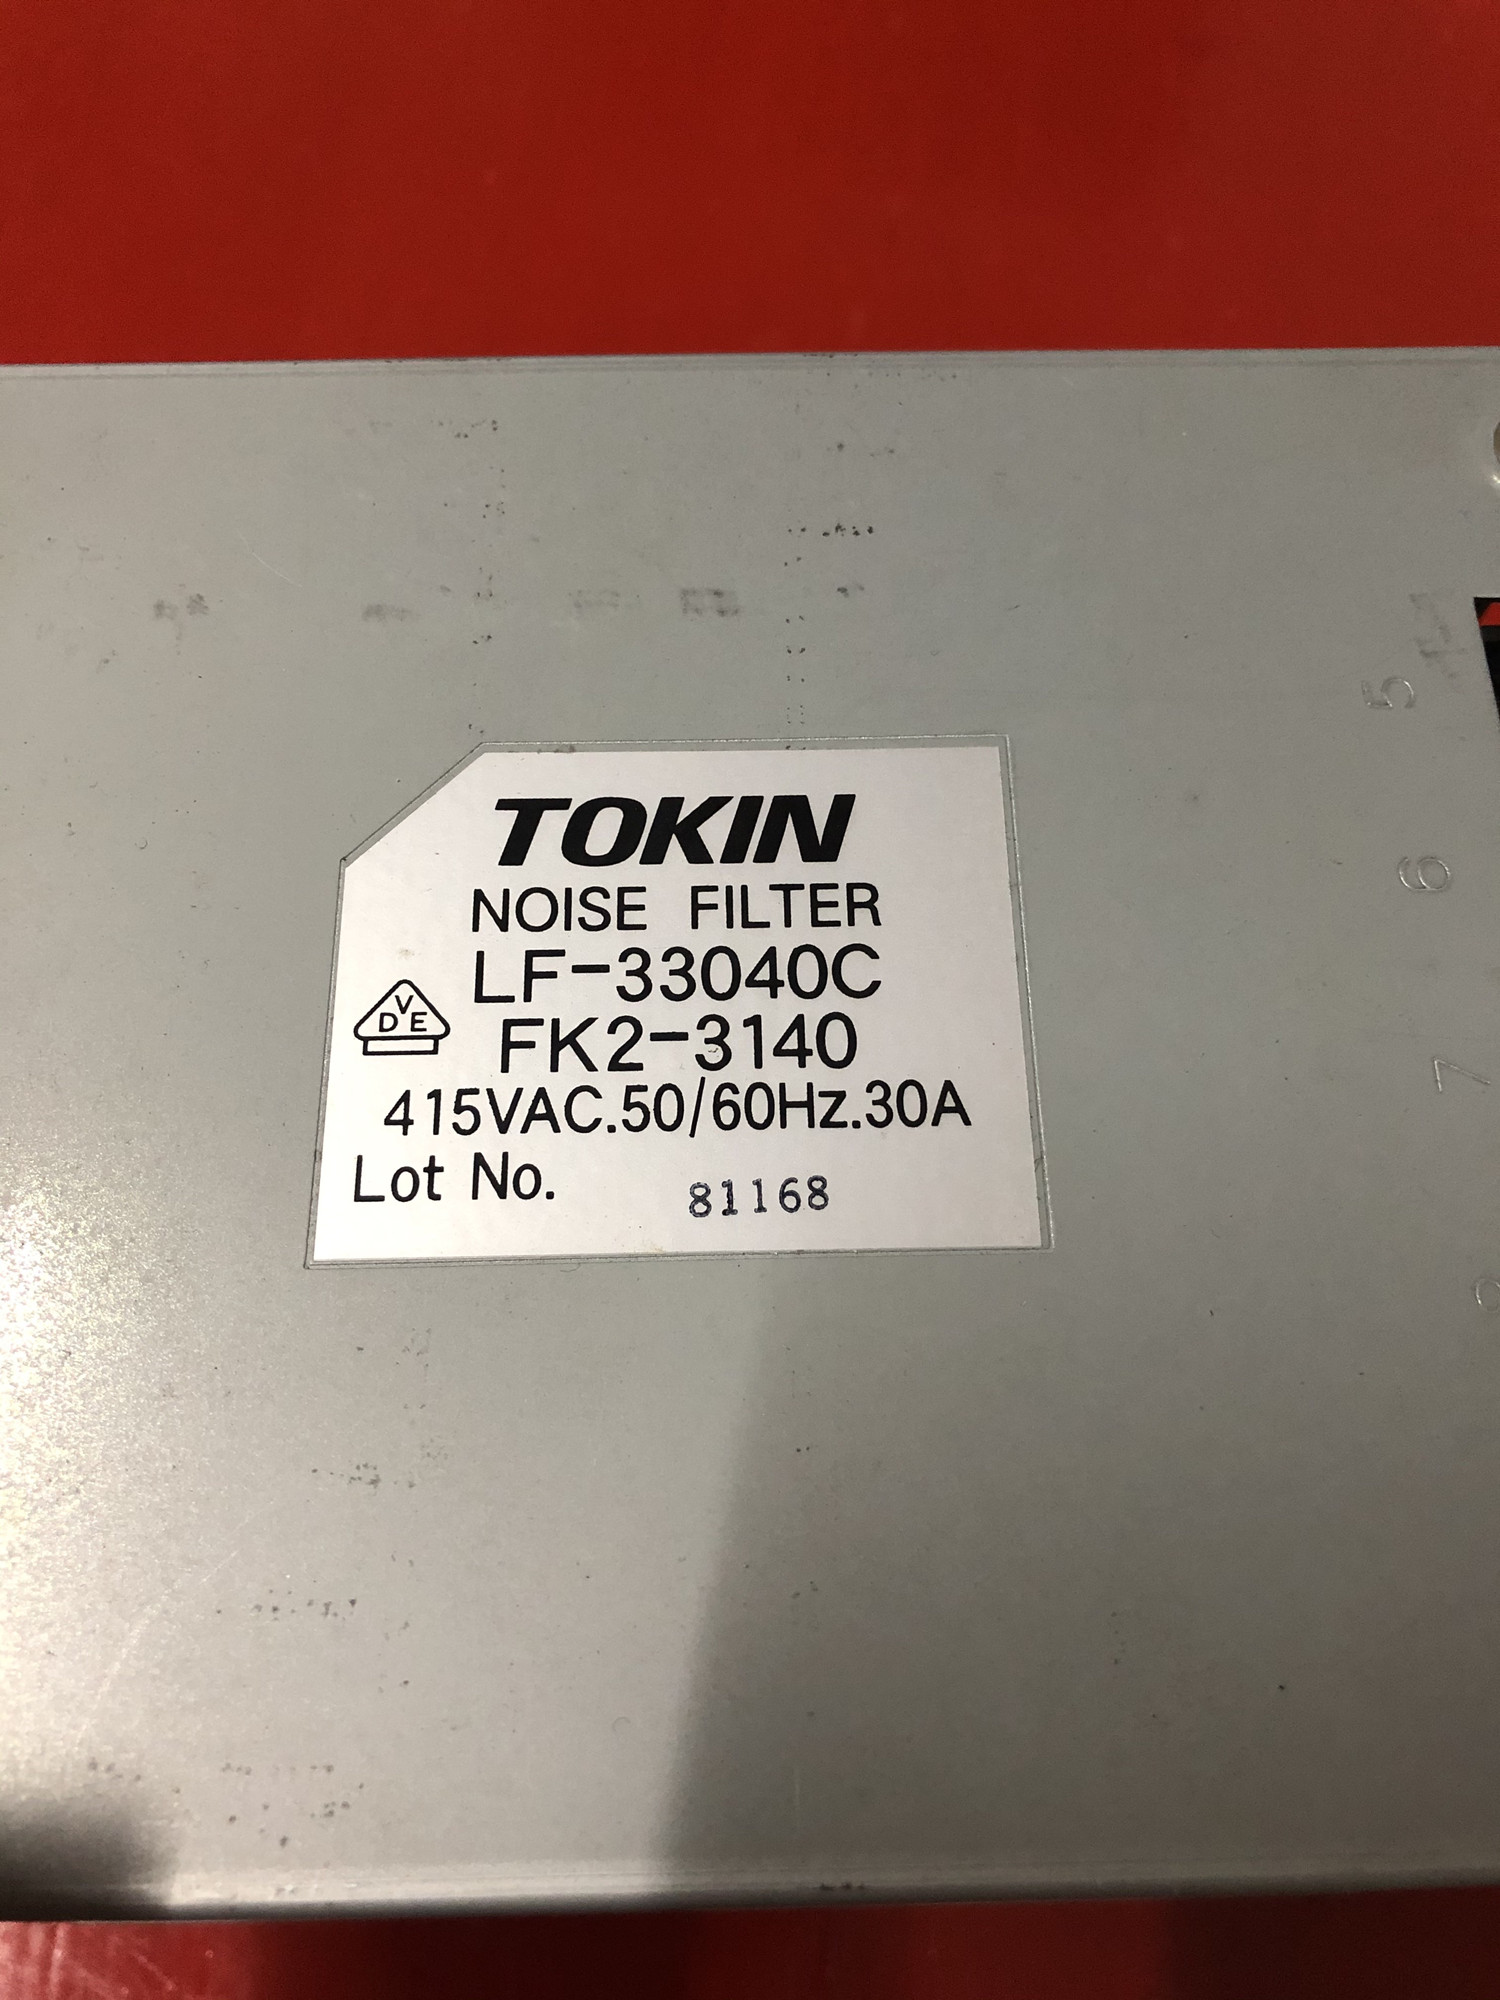 TOKIN
NOISE FILTER
LF-33040C
VDE
FK2-3140
415VAC.50/60Hz.30A
Lot No. 81168
5
6
7